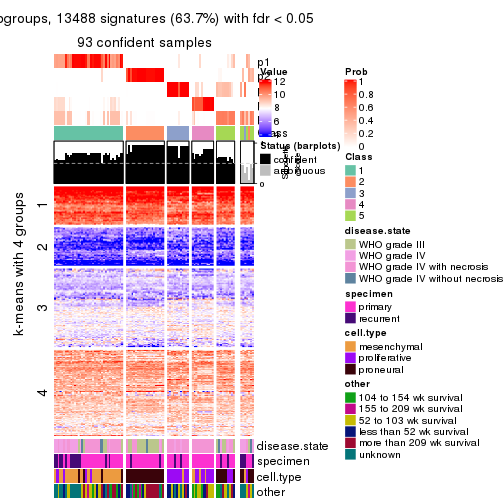 ogroups, 13488 signatures (63.7%) with fdr < 0.05
93 confident samples
p1
Value
12
10
8
6
4
Prob
1
0.8
0.6
0.4
0.2
0
Status (barplots)
confident
ambiguous
0
Class
1
2
3
4
5
disease.state
WHO grade III
WHO grade IV
WHO grade IV with necrosis
WHO grade IV without necrosis
specimen
primary
recurrent
cell.type
mesenchymal
proliferative
proneural
other
104 to 154 wk survival
155 to 209 wk survival
52 to 103 wk survival
less than 52 wk survival
more than 209 wk survival
unknown
k-means with 4 groups
1
2
3
4
disease.state
specimen
cell.type
other